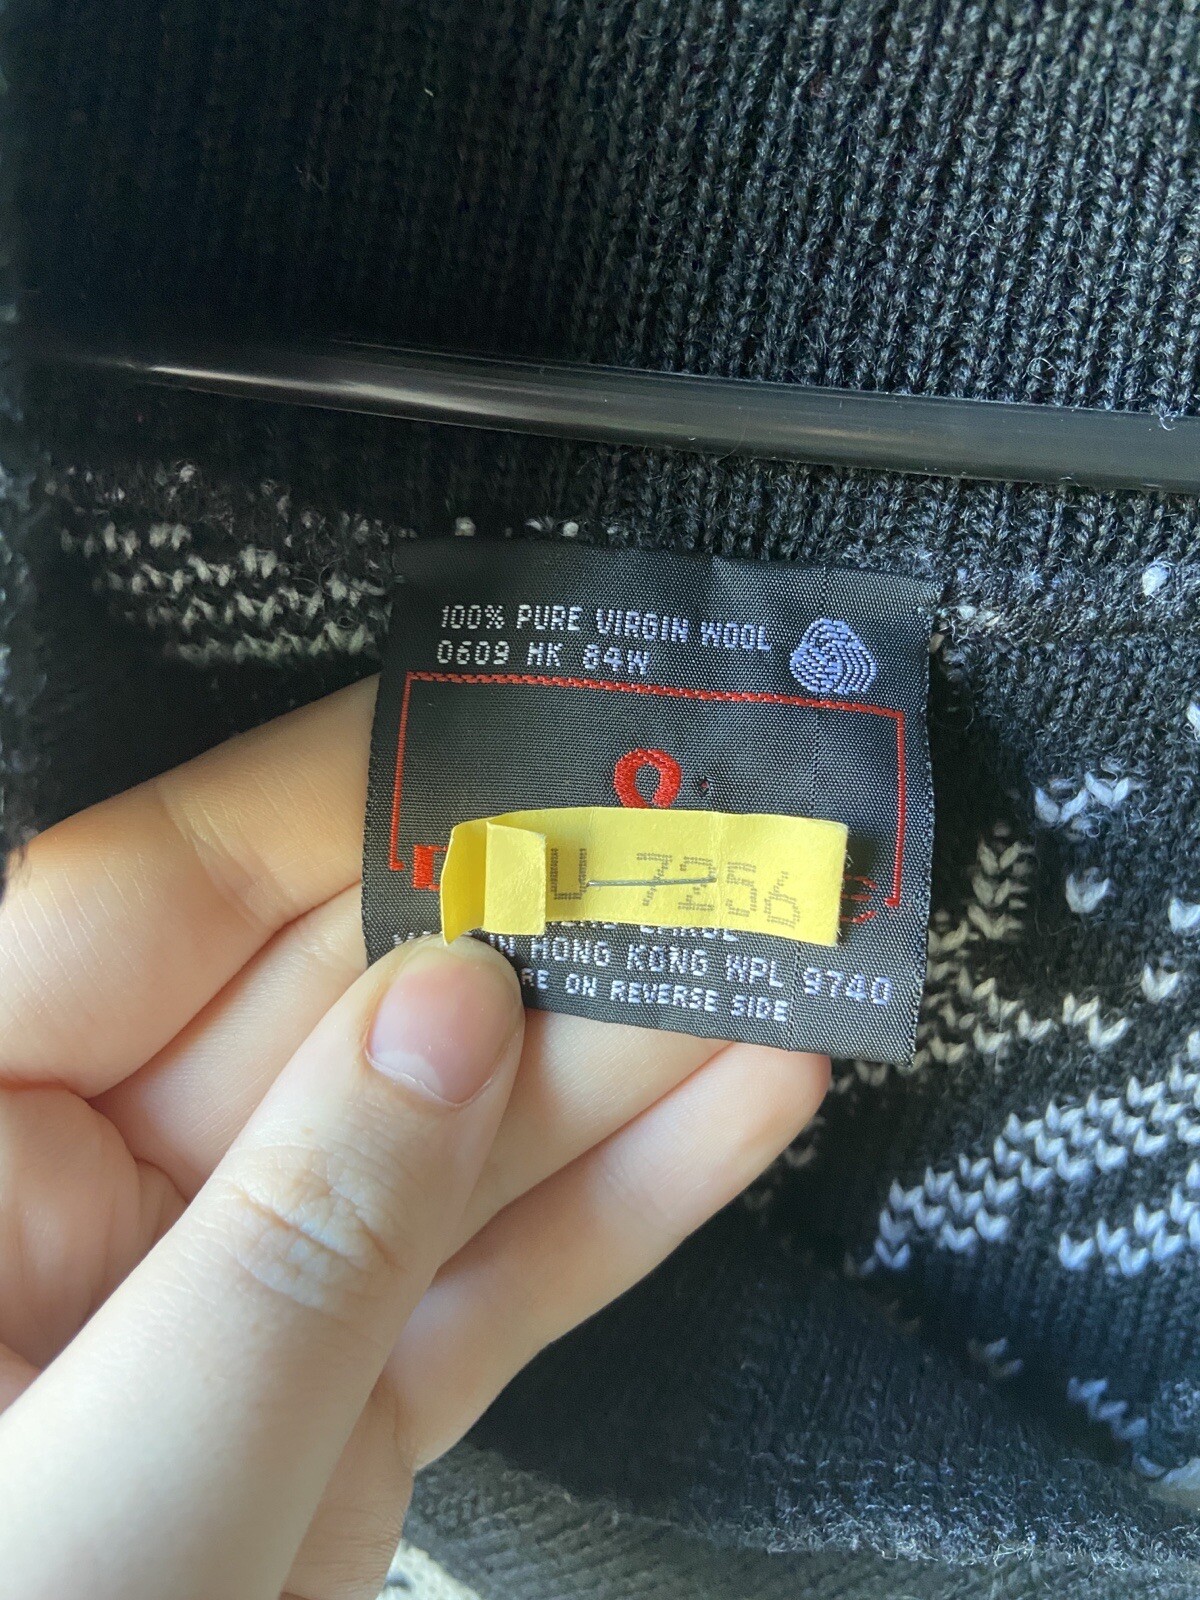 100% PURE VIRGIN WOOL
0609 HK 84W
U 7256
IN HONG KONG WPL 9740
ON REVERSE SIDE